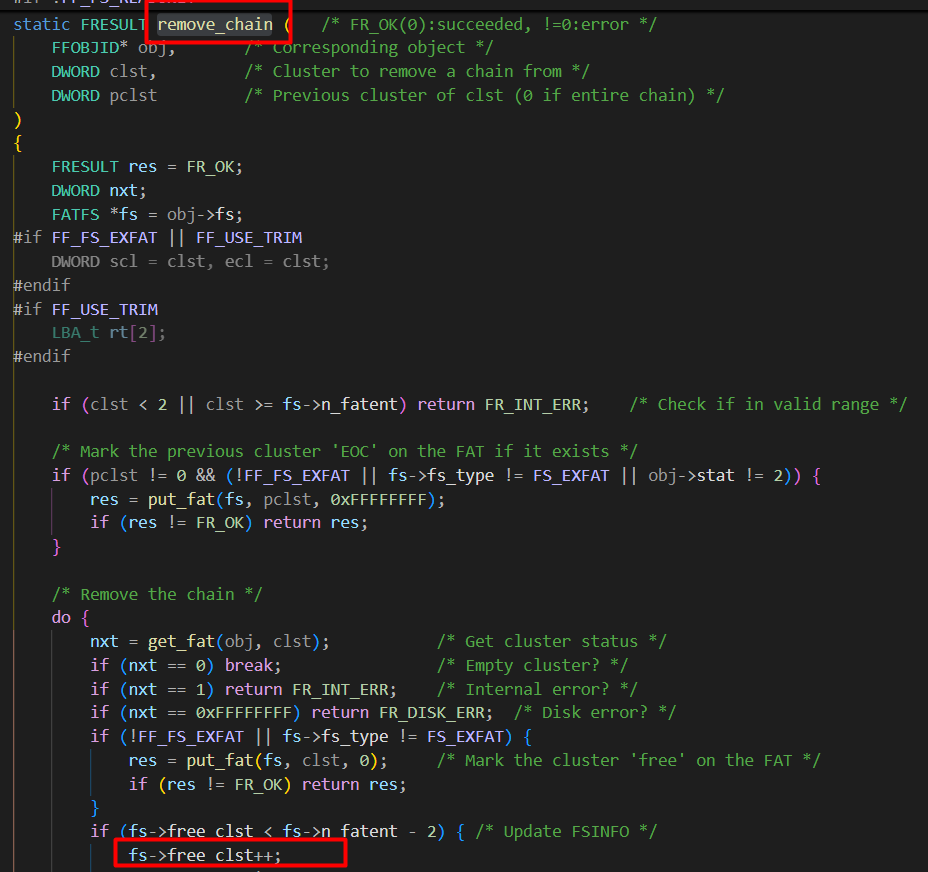 #if !FF_FS_READONLY
static FRESULT remove_chain (	/* FR_OK(0):succeeded, !=0:error */
    FFOBJID* obj,		/* Corresponding object */
    DWORD clst,			/* Cluster to remove a chain from */
    DWORD pclst			/* Previous cluster of clst (0 if entire chain) */
)
{
    FRESULT res = FR_OK;
    DWORD nxt;
    FATFS *fs = obj->fs;
#if FF_FS_EXFAT || FF_USE_TRIM
    DWORD scl = clst, ecl = clst;
#endif
#if FF_USE_TRIM
    LBA_t rt[2];
#endif
    if (clst < 2 || clst >= fs->n_fatent) return FR_INT_ERR;	/* Check if in valid range */
    /* Mark the previous cluster 'EOC' on the FAT if it exists */
    if (pclst != 0 && (!FF_FS_EXFAT || fs->fs_type != FS_EXFAT || obj->stat != 2)) {
        res = put_fat(fs, pclst, 0xFFFFFFFF);
        if (res != FR_OK) return res;
    }
    /* Remove the chain */
    do {
        nxt = get_fat(obj, clst);			/* Get cluster status */
        if (nxt == 0) break;				/* Empty cluster? */
        if (nxt == 1) return FR_INT_ERR;	/* Internal error? */
        if (nxt == 0xFFFFFFFF) return FR_DISK_ERR;	/* Disk error? */
        if (!FF_FS_EXFAT || fs->fs_type != FS_EXFAT) {
            res = put_fat(fs, clst, 0);		/* Mark the cluster 'free' on the FAT */
            if (res != FR_OK) return res;
        }
        if (fs->free_clst < fs->n_fatent - 2) {	/* Update FSINFO */
            fs->free_clst++;